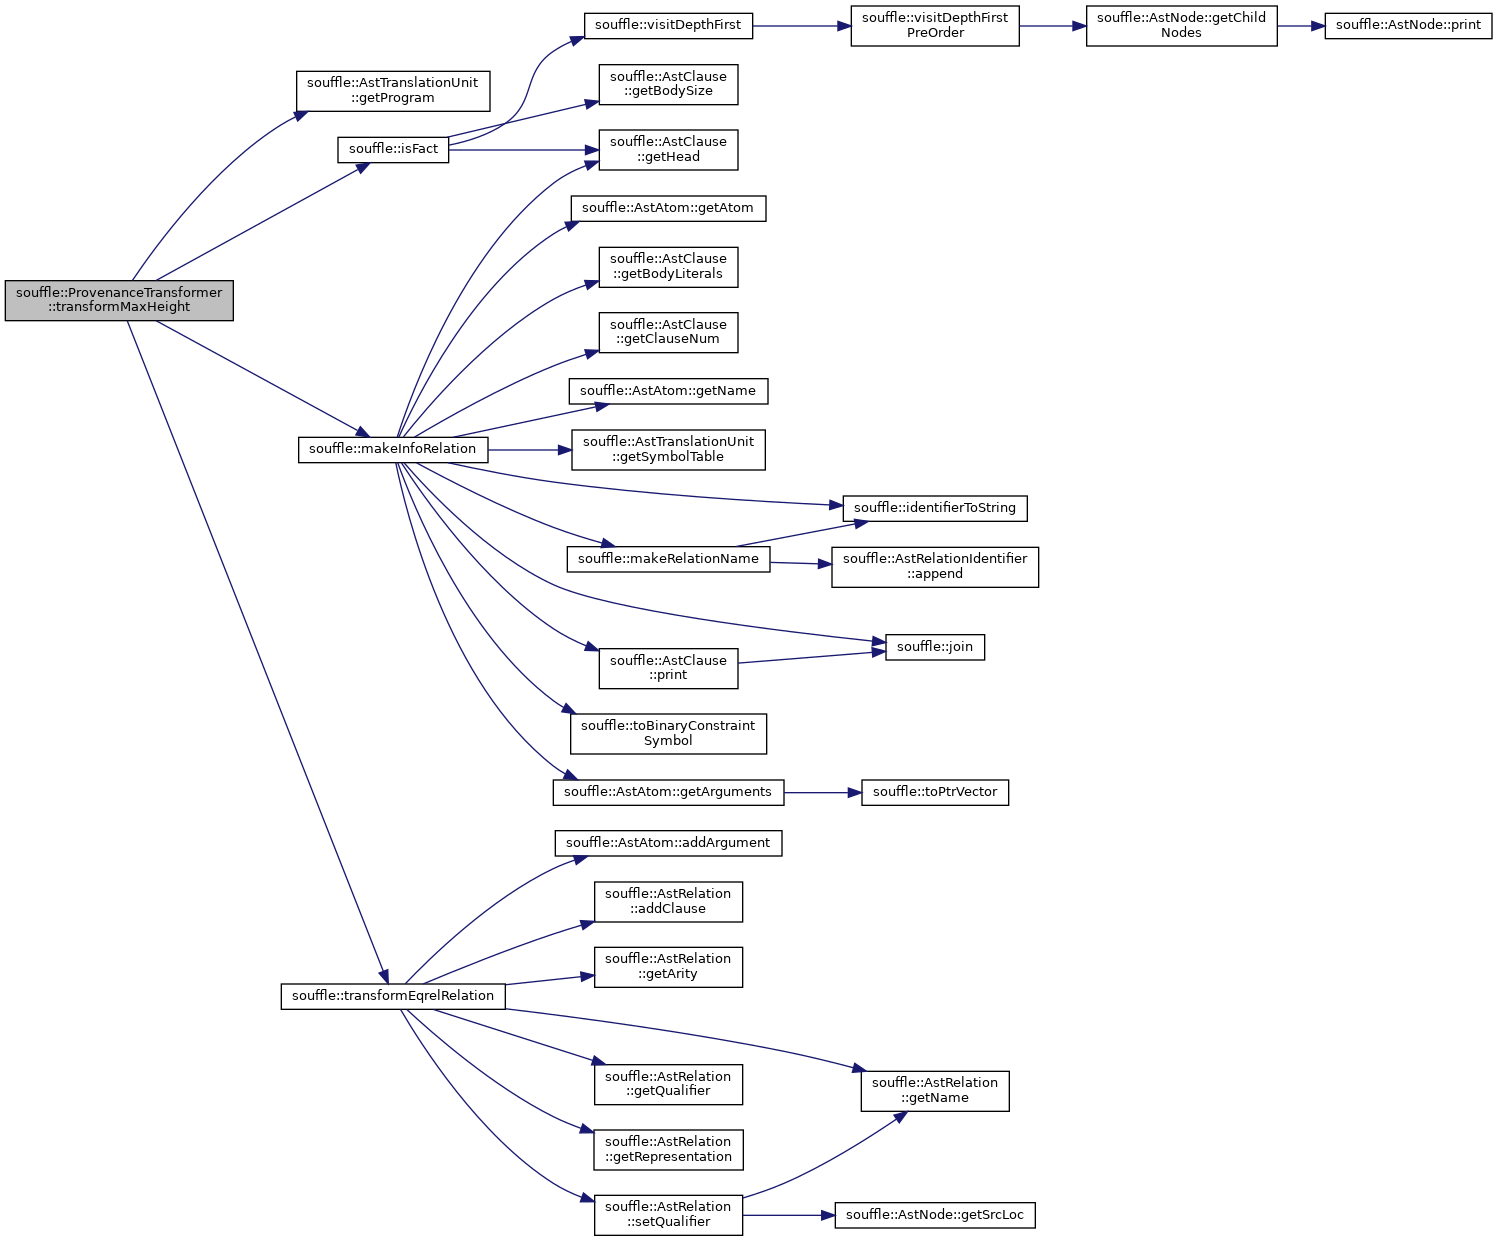 souffle::ProvenanceTransformer
::transformMaxHeight
souffle::AstTranslationUnit
::getProgram
souffle::isFact
souffle::makeInfoRelation
souffle::transformEqrelRelation
souffle::visitDepthFirst
souffle::AstClause
::getBodySize
souffle::AstClause
::getHead
souffle::AstAtom::getAtom
souffle::AstClause
::getBodyLiterals
souffle::AstClause
::getClauseNum
souffle::AstAtom::getName
souffle::AstTranslationUnit
::getSymbolTable
souffle::makeRelationName
souffle::AstClause
::print
souffle::toBinaryConstraint
Symbol
souffle::AstAtom::getArguments
souffle::AstAtom::addArgument
souffle::AstRelation
::addClause
souffle::AstRelation
::getArity
souffle::AstRelation
::getQualifier
souffle::AstRelation
::getRepresentation
souffle::AstRelation
::setQualifier
souffle::visitDepthFirst
PreOrder
souffle::identifierToString
souffle::AstRelationIdentifier
::append
souffle::join
souffle::toPtrVector
souffle::AstRelation
::getName
souffle::AstNode::getSrcLoc
souffle::AstNode::getChild
Nodes
souffle::AstNode::print